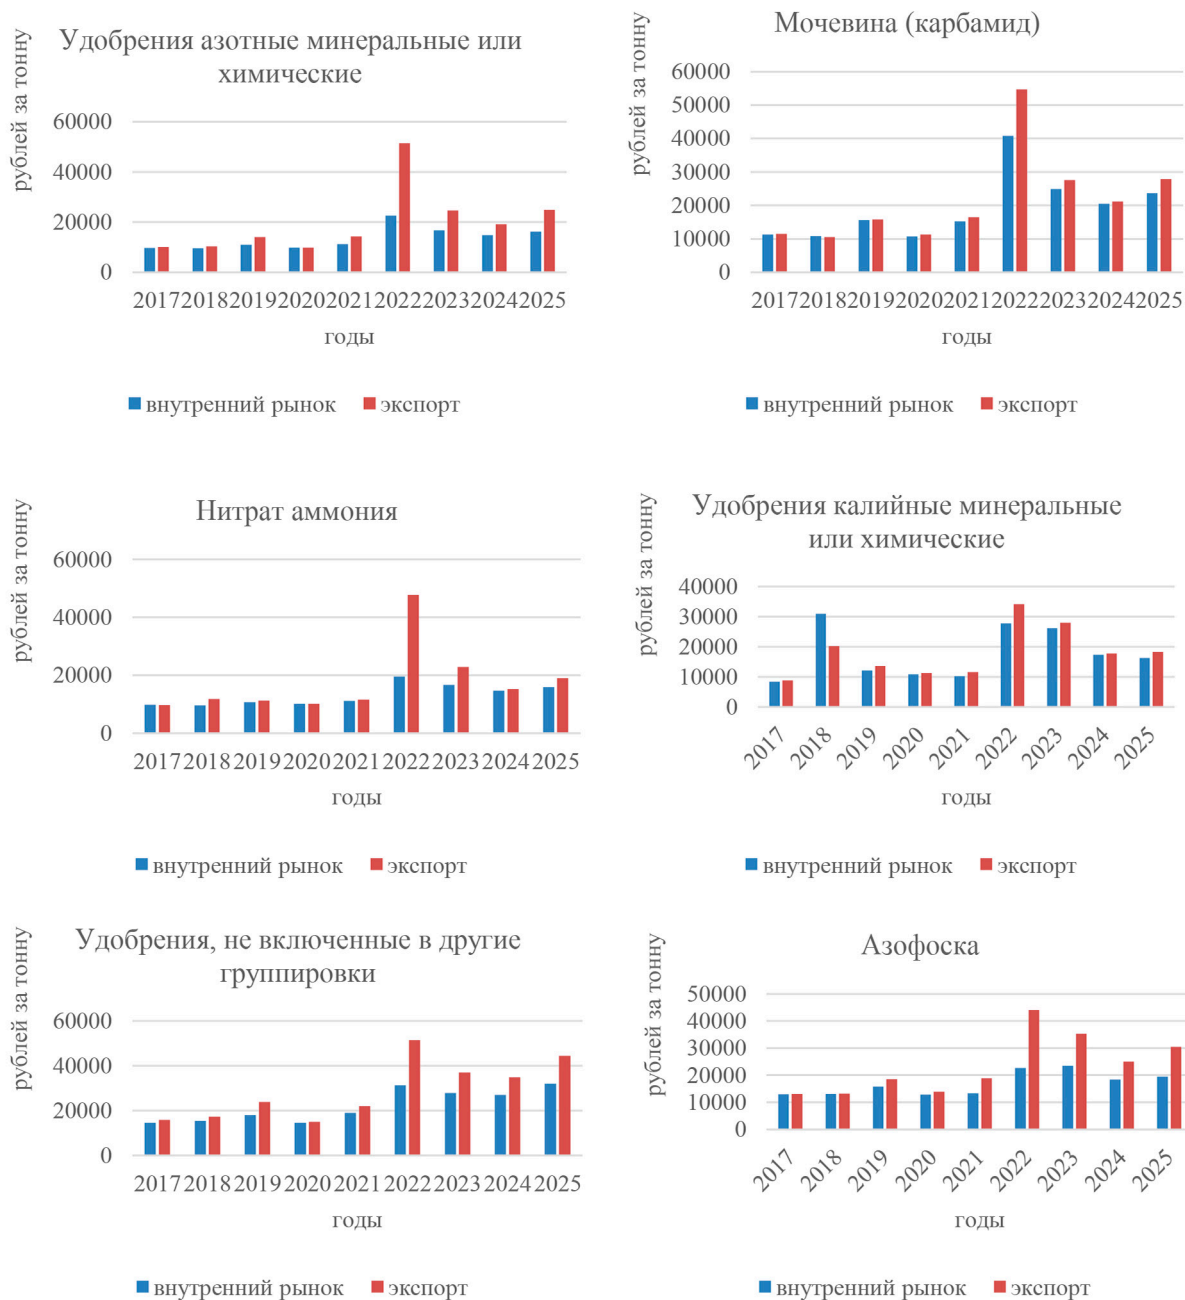 рублей за тонну
Удобрения азотные минеральные или
химические
60000
40000
20000
0
2017 2018 2019 2020 2021 2022 2023 2024 2025
годы
внутренний рынок экспорт
рублей за тонну
Мочевина (карбамид)
60000
50000
40000
30000
20000
10000
0
2017 2018 2019 2020 2021 2022 2023 2024 2025
годы
внутренний рынок экспорт
рублей за тонну
Нитрат аммония
60000
40000
20000
0
2017 2018 2019 2020 2021 2022 2023 2024 2025
годы
внутренний рынок экспорт
рублей за тонну
Удобрения калийные минеральные
или химические
40000
30000
20000
10000
0
2017 2018 2019 2020 2021 2022 2023 2024 2025
годы
внутренний рынок экспорт
рублей за тонну
Удобрения, не включенные в другие
группировки
60000
40000
20000
0
2017 2018 2019 2020 2021 2022 2023 2024 2025
годы
внутренний рынок экспорт
рублей за тонну
Азофоска
50000
40000
30000
20000
10000
0
2017 2018 2019 2020 2021 2022 2023 2024 2025
годы
внутренний рынок экспорт